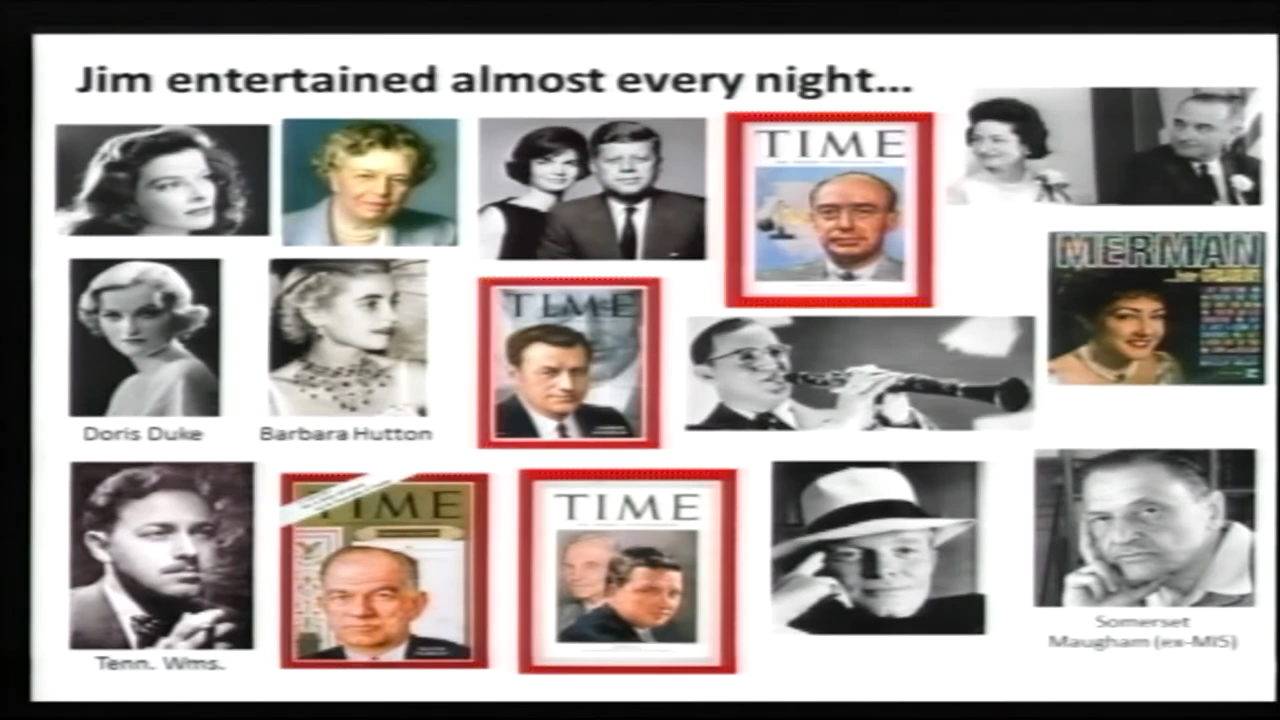 Jim entertained almost every night...
TIME
MERMAN
TIME
Doris Duke
Barbara Hutton
TIME
TIME
Tenn. Wms.
Somerset
Maugham (ex-MI5)